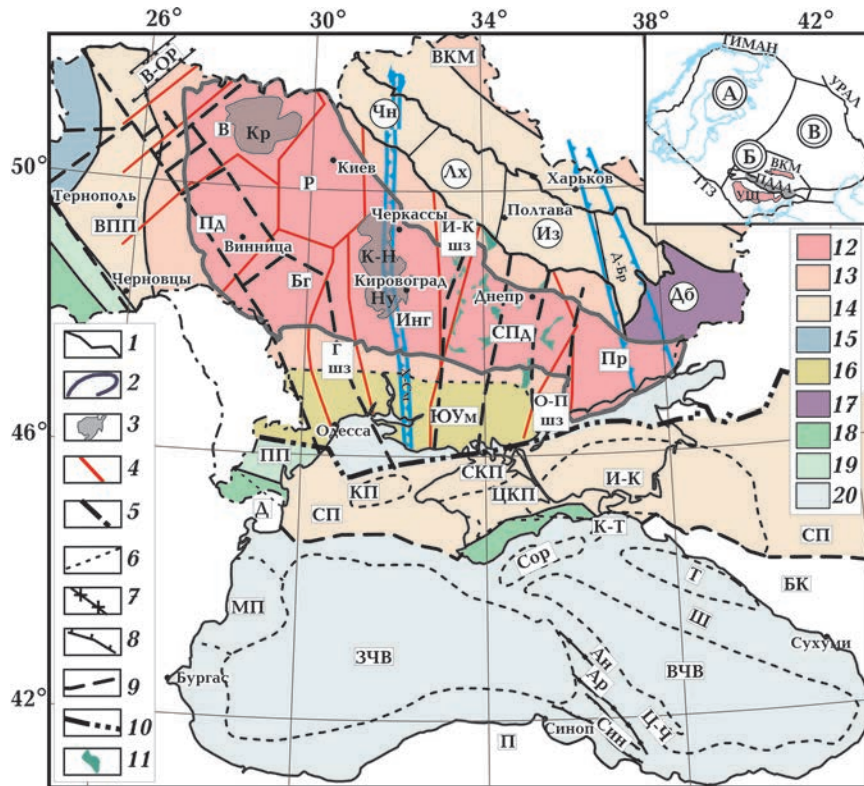 26° 30° 34° 38° 42°
50°
46°
42°
ТИМАН
УРАЛ
А
В
Б
ВКМ
ПДДА
УЩ
ТТЗ
В-ОР
ВКМ
Чн
В
Кр
Киев
Лх
Харьков
Р
Тернополь
ВПП
Пд
Черкассы
И-К
шз
Полтава
Из
Винница
К-Н
Д-Бр
Черновцы
Бг
Кировоград
Ну
Днепр
Дб
Инг
СПд
Г
шз
Пр
О-П
шз
ЮУм
Одесса
ПП
СКП
КП
ЦКП
И-К
Д
СП
СП
К-Т
Сор
Т
БК
МП
Ш
Сухуми
ЗЧВ
Ан
ВЧВ
Бургас
Ар
Ц-Ч
Синоп
Син
П
1
2
3
4
5
6
7
8
9
10
11
12
13
14
15
16
17
18
19
20